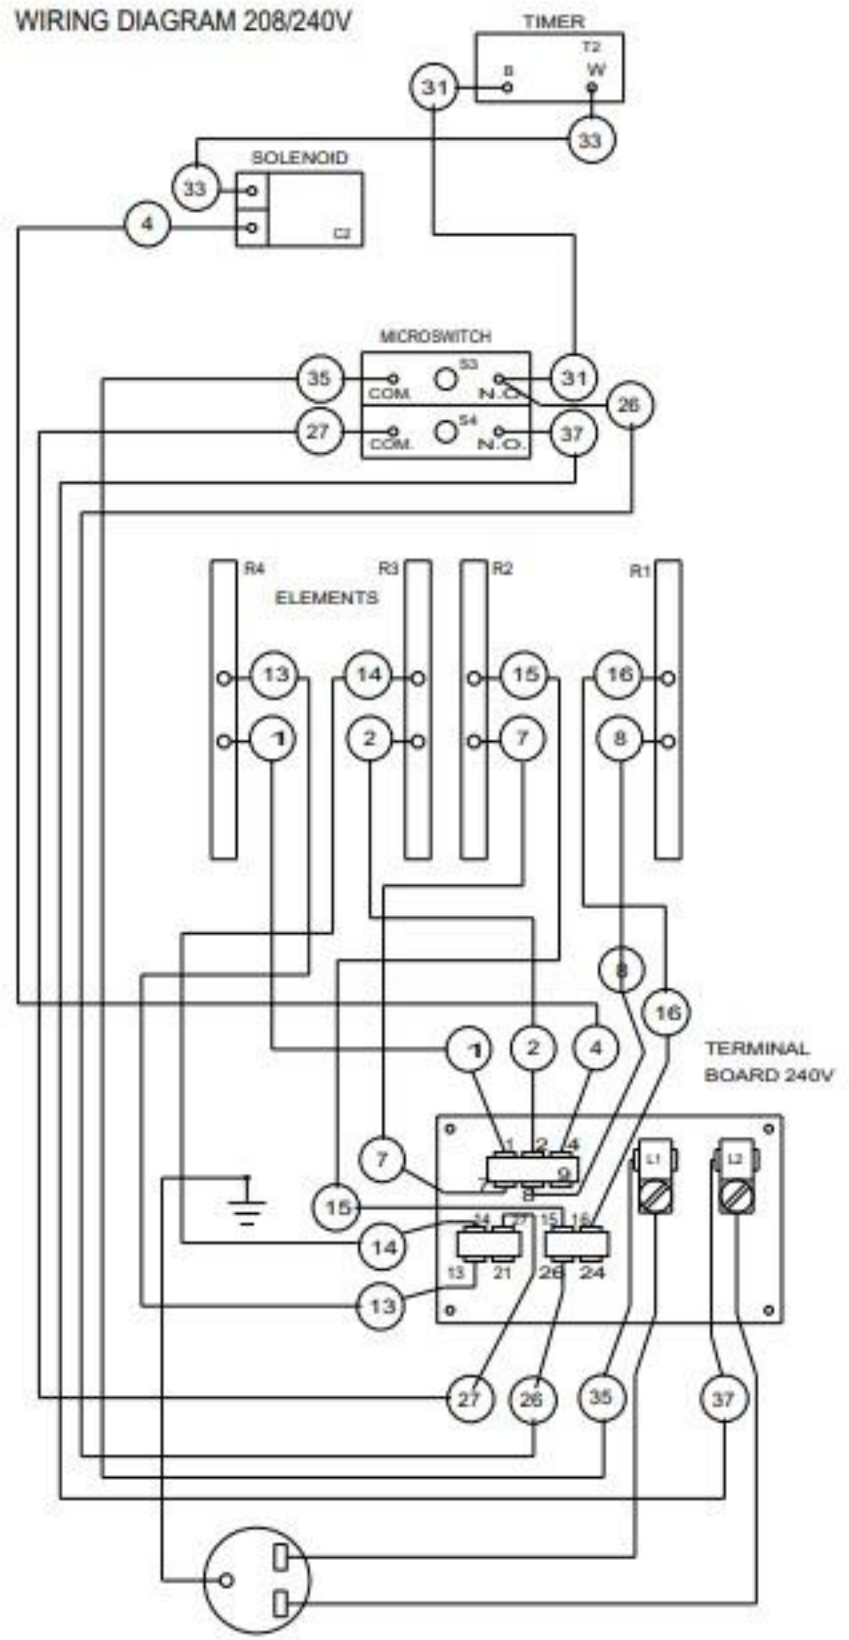 WIRING DIAGRAM 208/240V
TIMER
T2
B
W
31
33
SOLENOID
33
4
C2
MICROSWITCH
35
COM.
S3
N.O.
31
26
27
COM.
S4
N.O.
37
R4
R3
R2
R1
ELEMENTS
13
14
15
16
1
2
7
8
8
16
1
2
4
TERMINAL
BOARD 240V
1
2
4
7
7
8
9
L1
L2
15
14
27
15
16
14
13
21
26
24
13
27
26
35
37